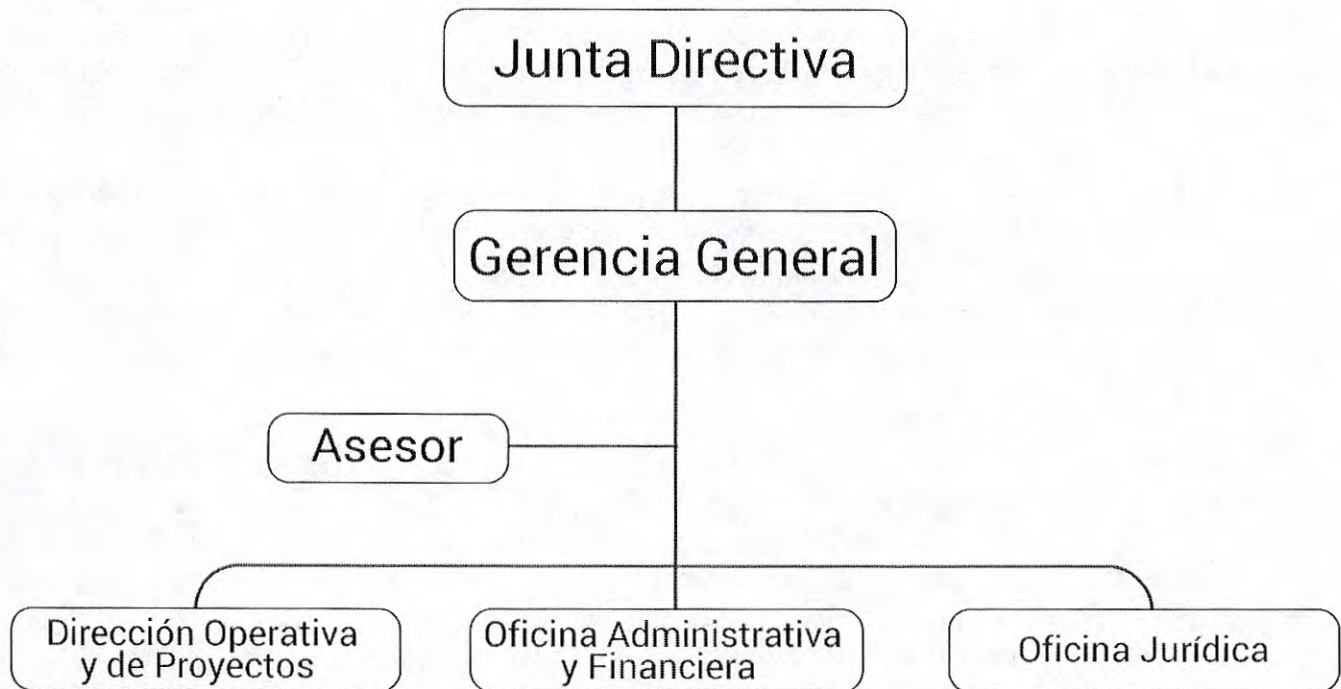 Junta Directiva
Gerencia General
Asesor
Dirección Operativa
y de Proyectos
Oficina Administrativa
y Financiera
Oficina Jurídica